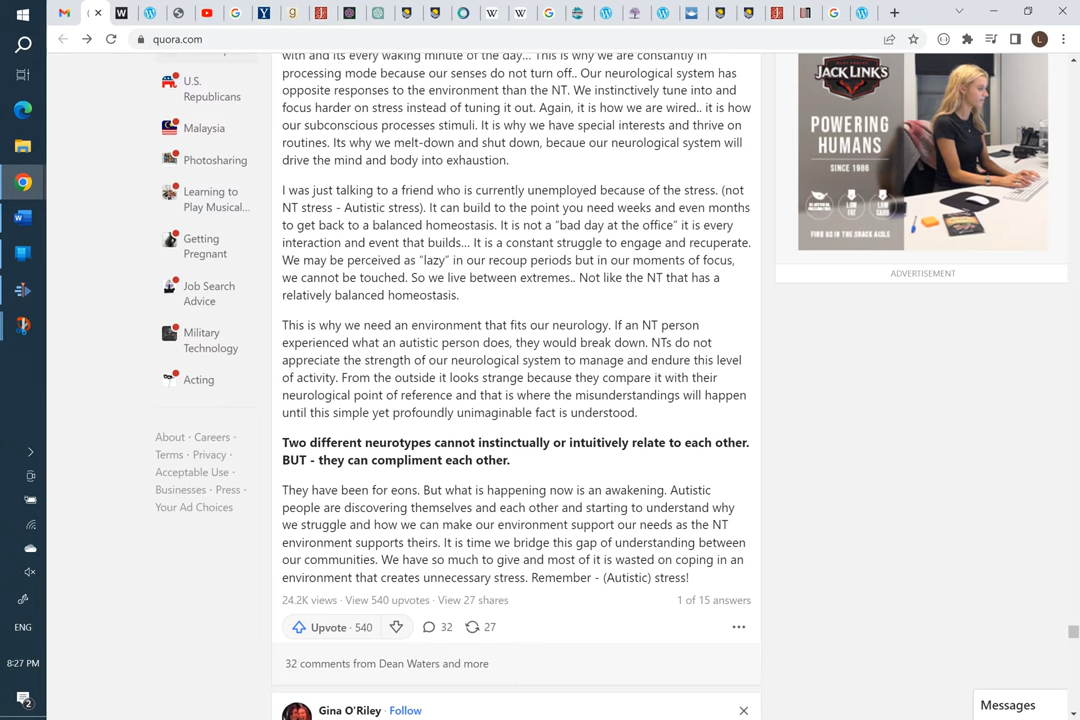 quora.com
L
U.S.
Republicans
Malaysia
Photosharing
Learning to
Play Musical...
Getting
Pregnant
Job Search
Advice
Military
Technology
Acting
About · Careers ·
Terms · Privacy ·
Acceptable Use ·
Businesses · Press ·
Your Ad Choices
with and its every waking minute of the day... This is why we are constantly in
processing mode because our senses do not turn off.. Our neurological system has
opposite responses to the environment than the NT. We instinctively tune into and
focus harder on stress instead of tuning it out. Again, it is how we are wired.. it is how
our subconscious processes stimuli. It is why we have special interests and thrive on
routines. Its why we melt-down and shut down, becaue our neurological system will
drive the mind and body into exhaustion.
I was just talking to a friend who is currently unemployed because of the stress. (not
NT stress - Autistic stress). It can build to the point you need weeks and even months
to get back to a balanced homeostasis. It is not a “bad day at the office” it is every
interaction and event that builds... It is a constant struggle to engage and recuperate.
We may be perceived as “lazy” in our recoup periods but in our moments of focus,
we cannot be touched. So we live between extremes.. Not like the NT that has a
relatively balanced homeostasis.
This is why we need an environment that fits our neurology. If an NT person
experienced what an autistic person does, they would break down. NTs do not
appreciate the strength of our neurological system to manage and endure this level
of activity. From the outside it looks strange because they compare it with their
neurological point of reference and that is where the misunderstandings will happen
until this simple yet profoundly unimaginable fact is understood.
Two different neurotypes cannot instinctually or intuitively relate to each other.
BUT - they can compliment each other.
They have been for eons. But what is happening now is an awakening. Autistic
people are discovering themselves and each other and starting to understand why
we struggle and how we can make our environment support our needs as the NT
environment supports theirs. It is time we bridge this gap of understanding between
our communities. We have so much to give and most of it is wasted on coping in an
environment that creates unnecessary stress. Remember - (Autistic) stress!
24.2K views · View 540 upvotes · View 27 shares
1 of 15 answers
Upvote · 540
32
27
32 comments from Dean Waters and more
Gina O'Riley · Follow
JACK LINK'S
POWERING
HUMANS
SINCE 1986
LOW
FAT
LOW
CARB
FIND US IN THE SNACK AISLE
ADVERTISEMENT
Messages
ENG
8:27 PM
2